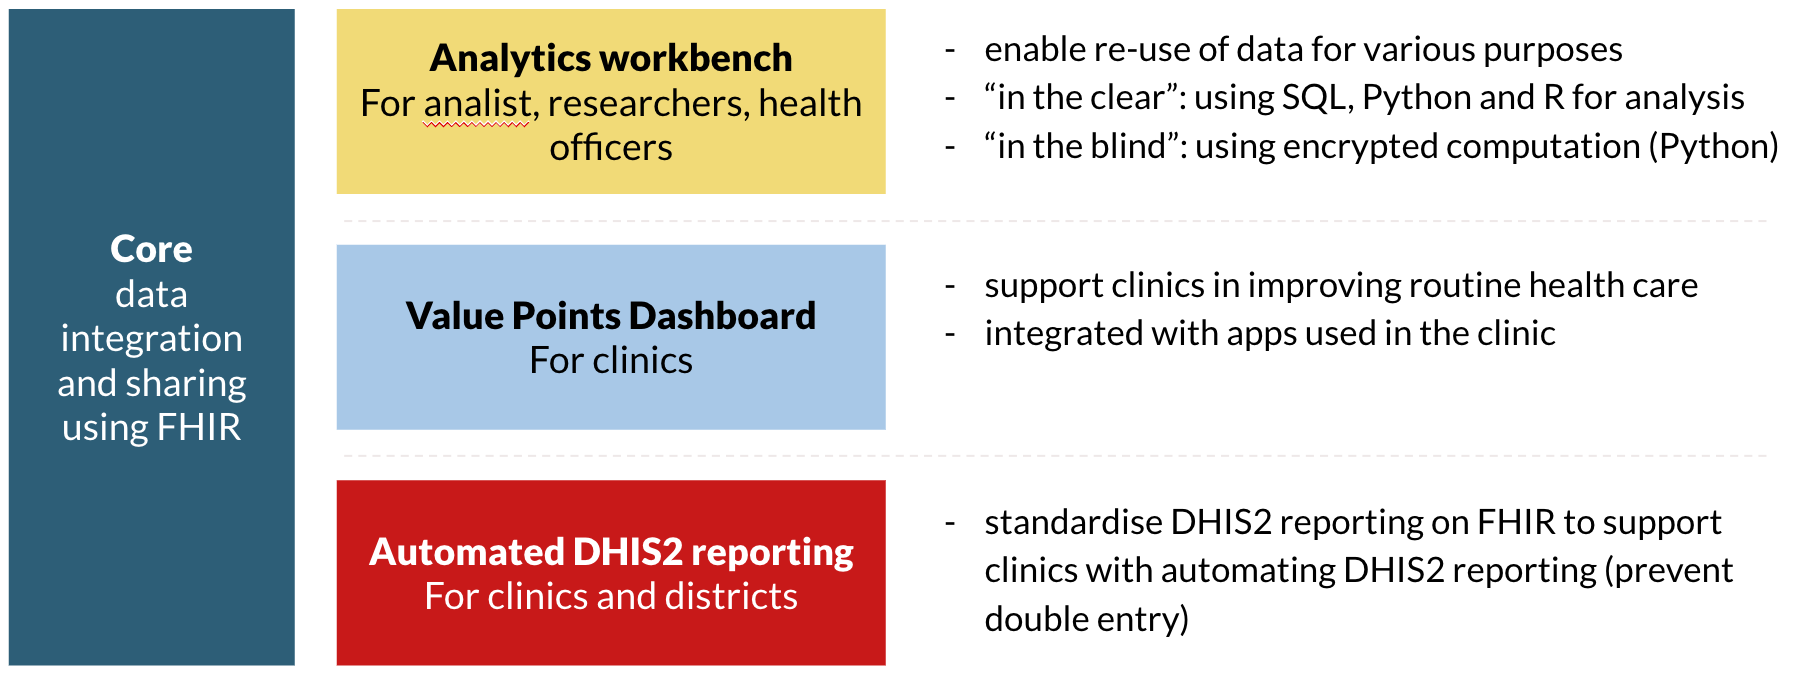 Core
data
integration
and sharing
using FHIR
Analytics workbench
For analist, researchers, health
officers
- enable re-use of data for various purposes
- “in the clear”: using SQL, Python and R for analysis
- “in the blind”: using encrypted computation (Python)
Value Points Dashboard
For clinics
- support clinics in improving routine health care
- integrated with apps used in the clinic
Automated DHIS2 reporting
For clinics and districts
- standardise DHIS2 reporting on FHIR to support
clinics with automating DHIS2 reporting (prevent
double entry)